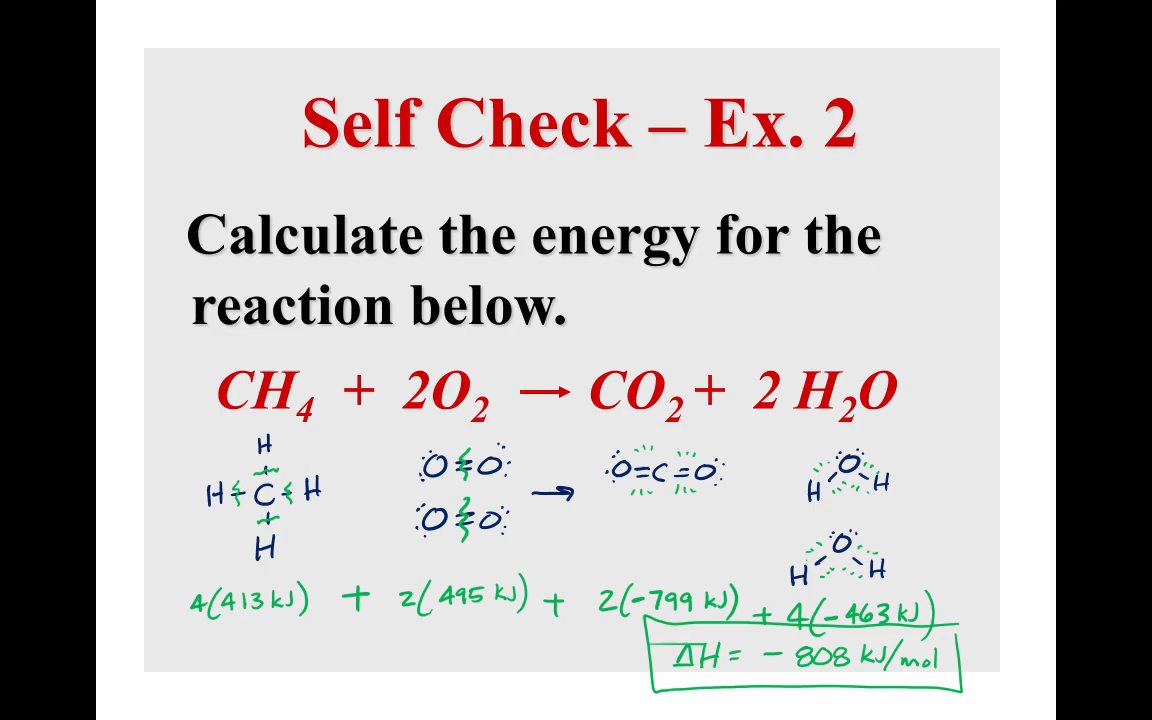 Self Check – Ex. 2
Calculate the energy for the
reaction below.
CH₄ + 2O₂ → CO₂ + 2 H₂O
H
H-C-H
H
O=O
O=O
→
O=C=O
O
H H
O
H H
4(413 kJ) + 2(495 kJ) + 2(-799 kJ) + 4(-463 kJ)
ΔH = - 808 kJ/mol